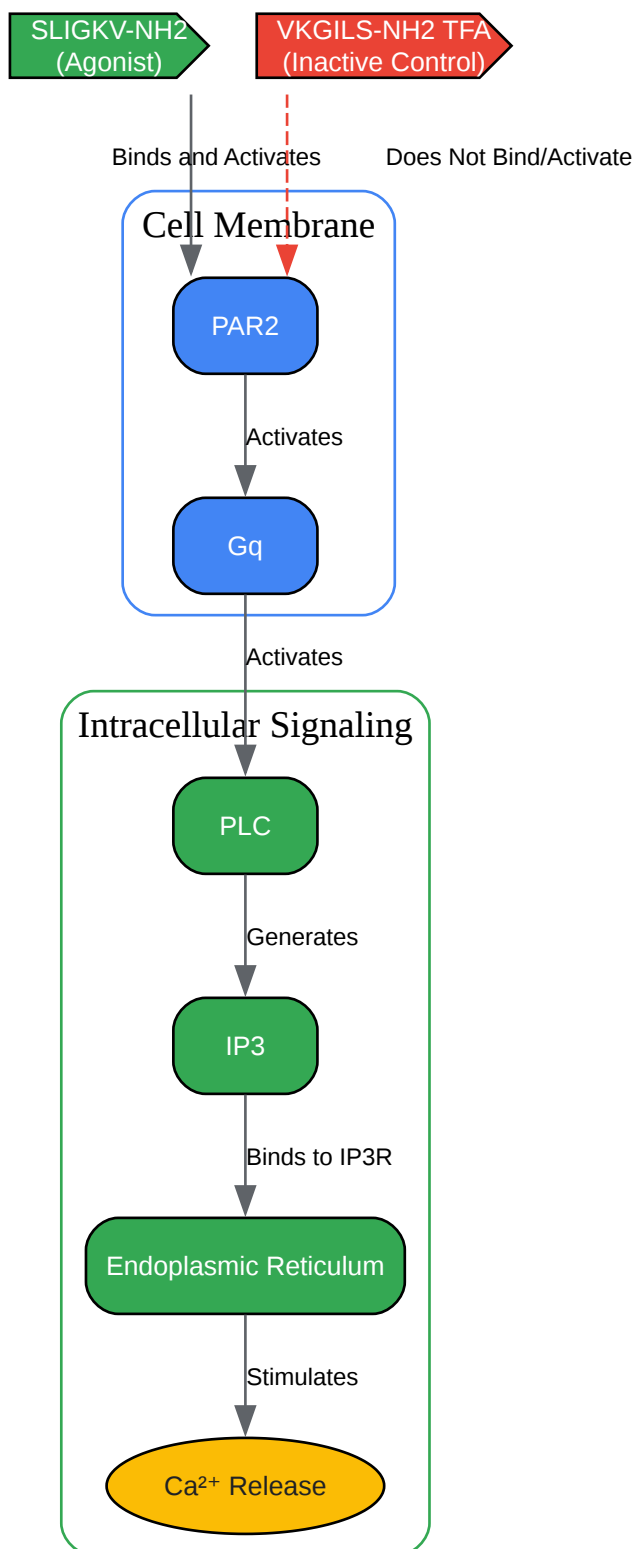 SLIGKV-NH2
(Agonist)
VKGILS-NH2 TFA
(Inactive Control)
Binds and Activates
Does Not Bind/Activate
Cell Membrane
PAR2
Activates
Gq
Activates
Intracellular Signaling
PLC
Generates
IP3
Binds to IP3R
Endoplasmic Reticulum
Stimulates
Ca²⁺ Release